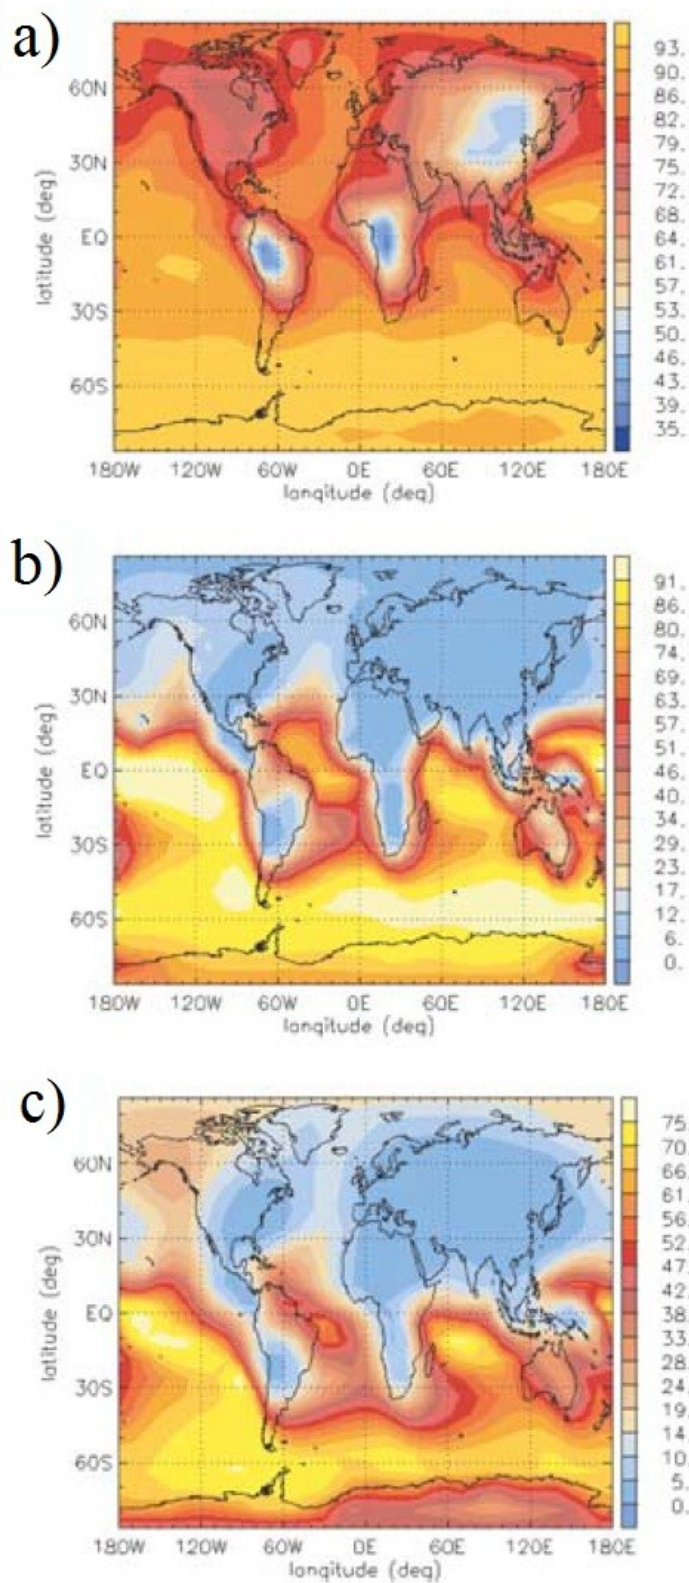 a)
60N
30N
EQ
30S
60S
latitude (deg)
180W 120W 60W 0E 60E 120E 180E
longitude (deg)
93.
90.
86.
82.
79.
75.
72.
68.
64.
61.
57.
53.
50.
46.
43.
39.
35.
b)
60N
30N
EQ
30S
60S
latitude (deg)
180W 120W 60W 0E 60E 120E 180E
longitude (deg)
91.
86.
80.
74.
69.
63.
57.
51.
46.
40.
34.
29.
23.
17.
12.
6.
0.
c)
60N
30N
EQ
30S
60S
latitude (deg)
180W 120W 60W 0E 60E 120E 180E
longitude (deg)
75.
70.
66.
61.
56.
52.
47.
42.
38.
33.
28.
24.
19.
14.
10.
5.
0.